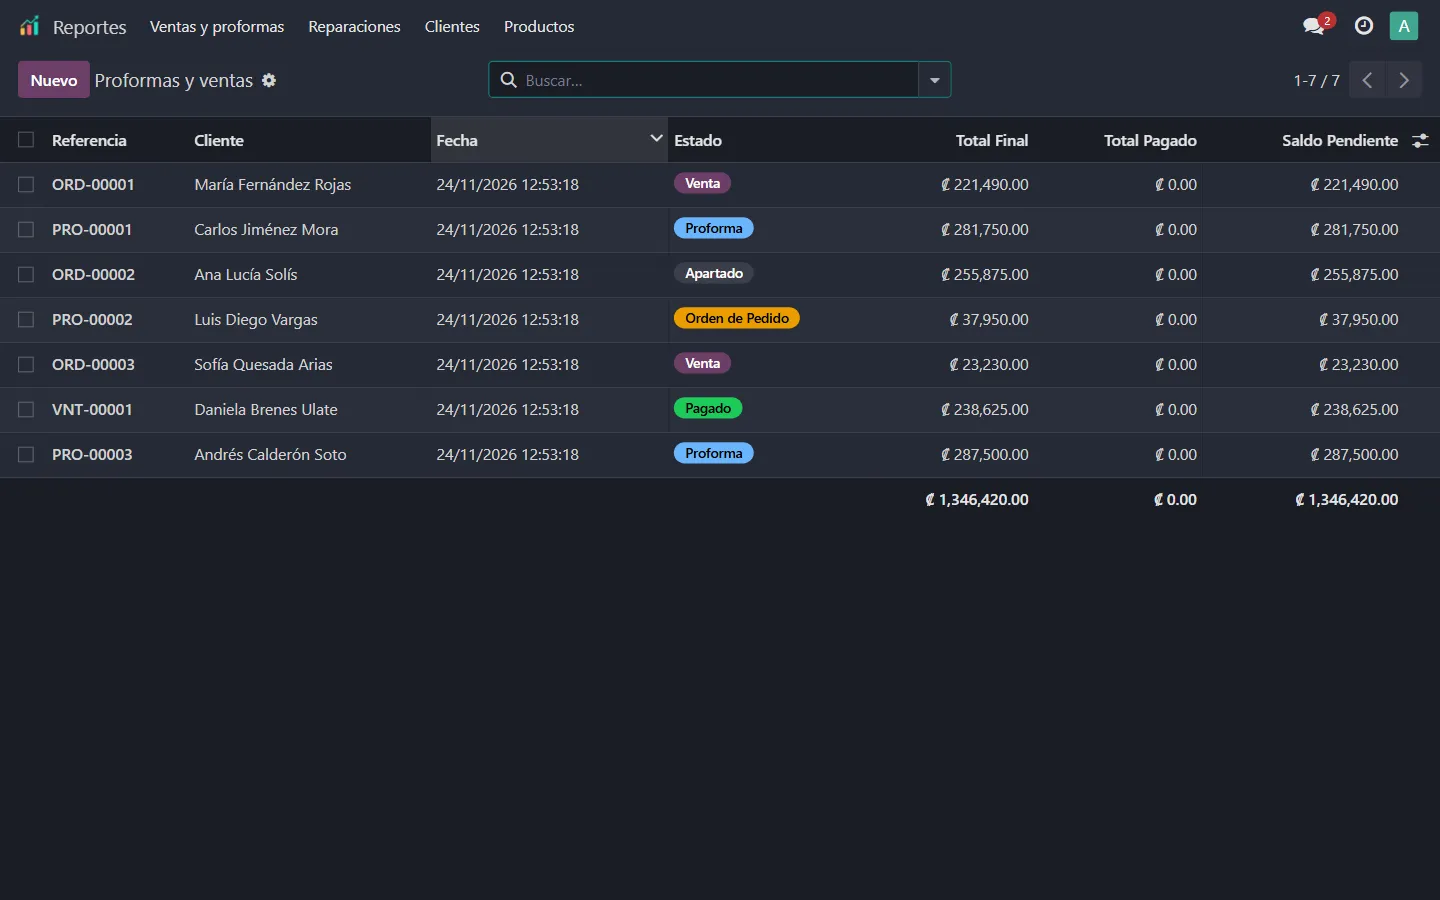 Reportes Ventas y proformas Reparaciones Clientes Productos 2 A
Nuevo Proformas y ventas Buscar... 1-7 / 7
Referencia Cliente Fecha Estado Total Final Total Pagado Saldo Pendiente
ORD-00001 María Fernández Rojas 24/11/2026 12:53:18 Venta ₡ 221,490.00 ₡ 0.00 ₡ 221,490.00
PRO-00001 Carlos Jiménez Mora 24/11/2026 12:53:18 Proforma ₡ 281,750.00 ₡ 0.00 ₡ 281,750.00
ORD-00002 Ana Lucía Solís 24/11/2026 12:53:18 Apartado ₡ 255,875.00 ₡ 0.00 ₡ 255,875.00
PRO-00002 Luis Diego Vargas 24/11/2026 12:53:18 Orden de Pedido ₡ 37,950.00 ₡ 0.00 ₡ 37,950.00
ORD-00003 Sofía Quesada Arias 24/11/2026 12:53:18 Venta ₡ 23,230.00 ₡ 0.00 ₡ 23,230.00
VNT-00001 Daniela Brenes Ulate 24/11/2026 12:53:18 Pagado ₡ 238,625.00 ₡ 0.00 ₡ 238,625.00
PRO-00003 Andrés Calderón Soto 24/11/2026 12:53:18 Proforma ₡ 287,500.00 ₡ 0.00 ₡ 287,500.00
₡ 1,346,420.00 ₡ 0.00 ₡ 1,346,420.00